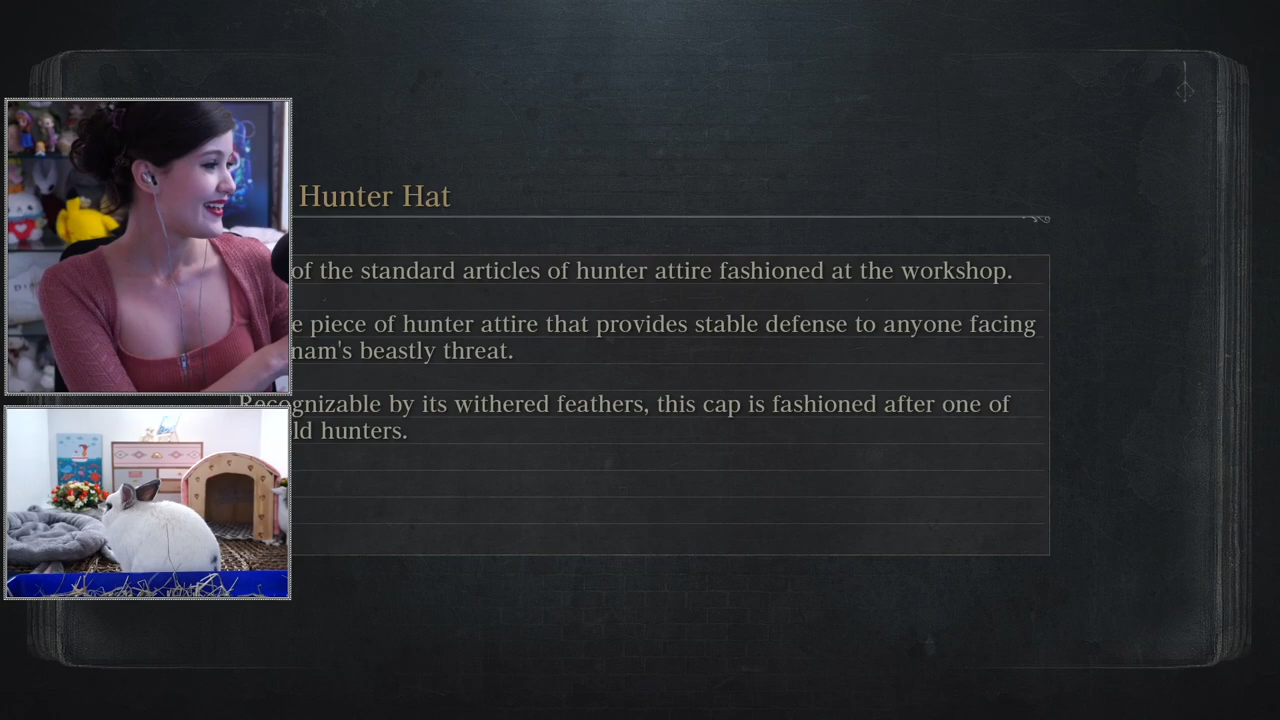 Hunter Hat
of the standard articles of hunter attire fashioned at the workshop.
e piece of hunter attire that provides stable defense to anyone facing
nam's beastly threat.
Recognizable by its withered feathers, this cap is fashioned after one of
ld hunters.